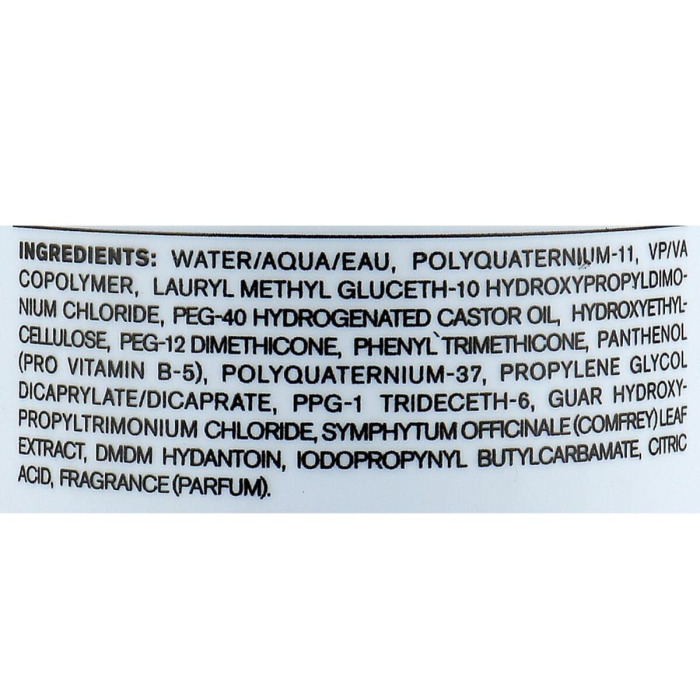 INGREDIENTS: WATER/AQUA/EAU, POLYQUATERNIUM-11, VP/VA
COPOLYMER, LAURYL METHYL GLUCETH-10 HYDROXYPROPYLDIMO-
NIUM CHLORIDE, PEG-40 HYDROGENATED CASTOR OIL, HYDROXYETHYL-
CELLULOSE, PEG-12 DIMETHICONE, PHENYL TRIMETHICONE, PANTHENOL
(PRO VITAMIN B-5), POLYQUATERNIUM-37, PROPYLENE GLYCOL
DICAPRYLATE/DICAPRATE, PPG-1 TRIDECETH-6, GUAR HYDROXY-
PROPYLTRIMONIUM CHLORIDE, SYMPHYTUM OFFICINALE (COMFREY) LEAF
EXTRACT, DMDM HYDANTOIN, IODOPROPYNYL BUTYLCARBAMATE, CITRIC
ACID, FRAGRANCE (PARFUM).